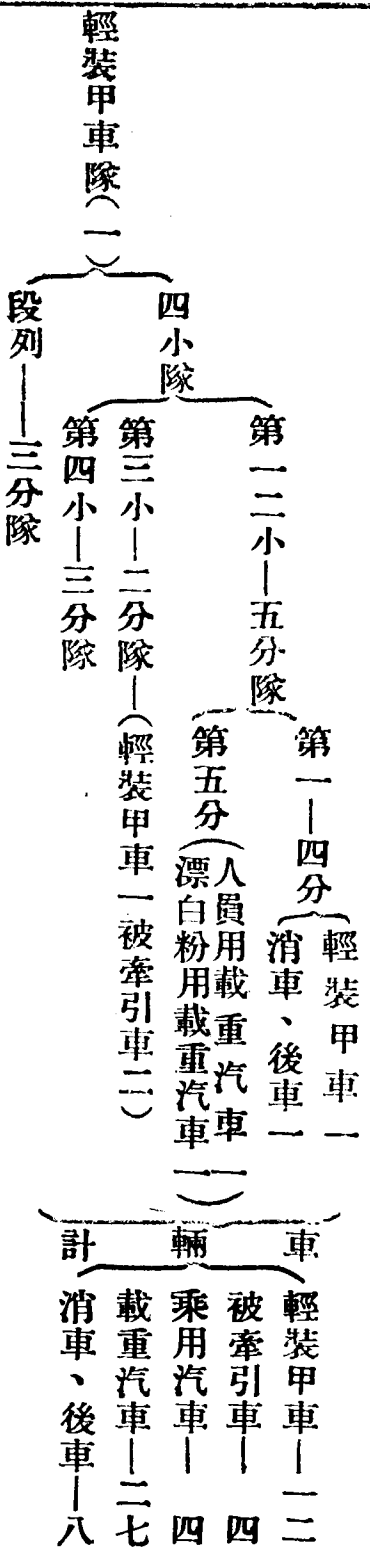 輕裝甲車隊(一)
四小隊
第一二小—五分隊
第一—四分
輕裝甲車一
消車、後車一
第五分
(人員用載重汽車一
漂白粉用載重汽車一)
第三小—二分隊—(輕裝甲車一被牽引車二)
第四小—三分隊
段列—三分隊
車輛計
輕裝甲車—一二
被牽引車—四
乘用汽車—四
載重汽車—二七
消車、後車—八